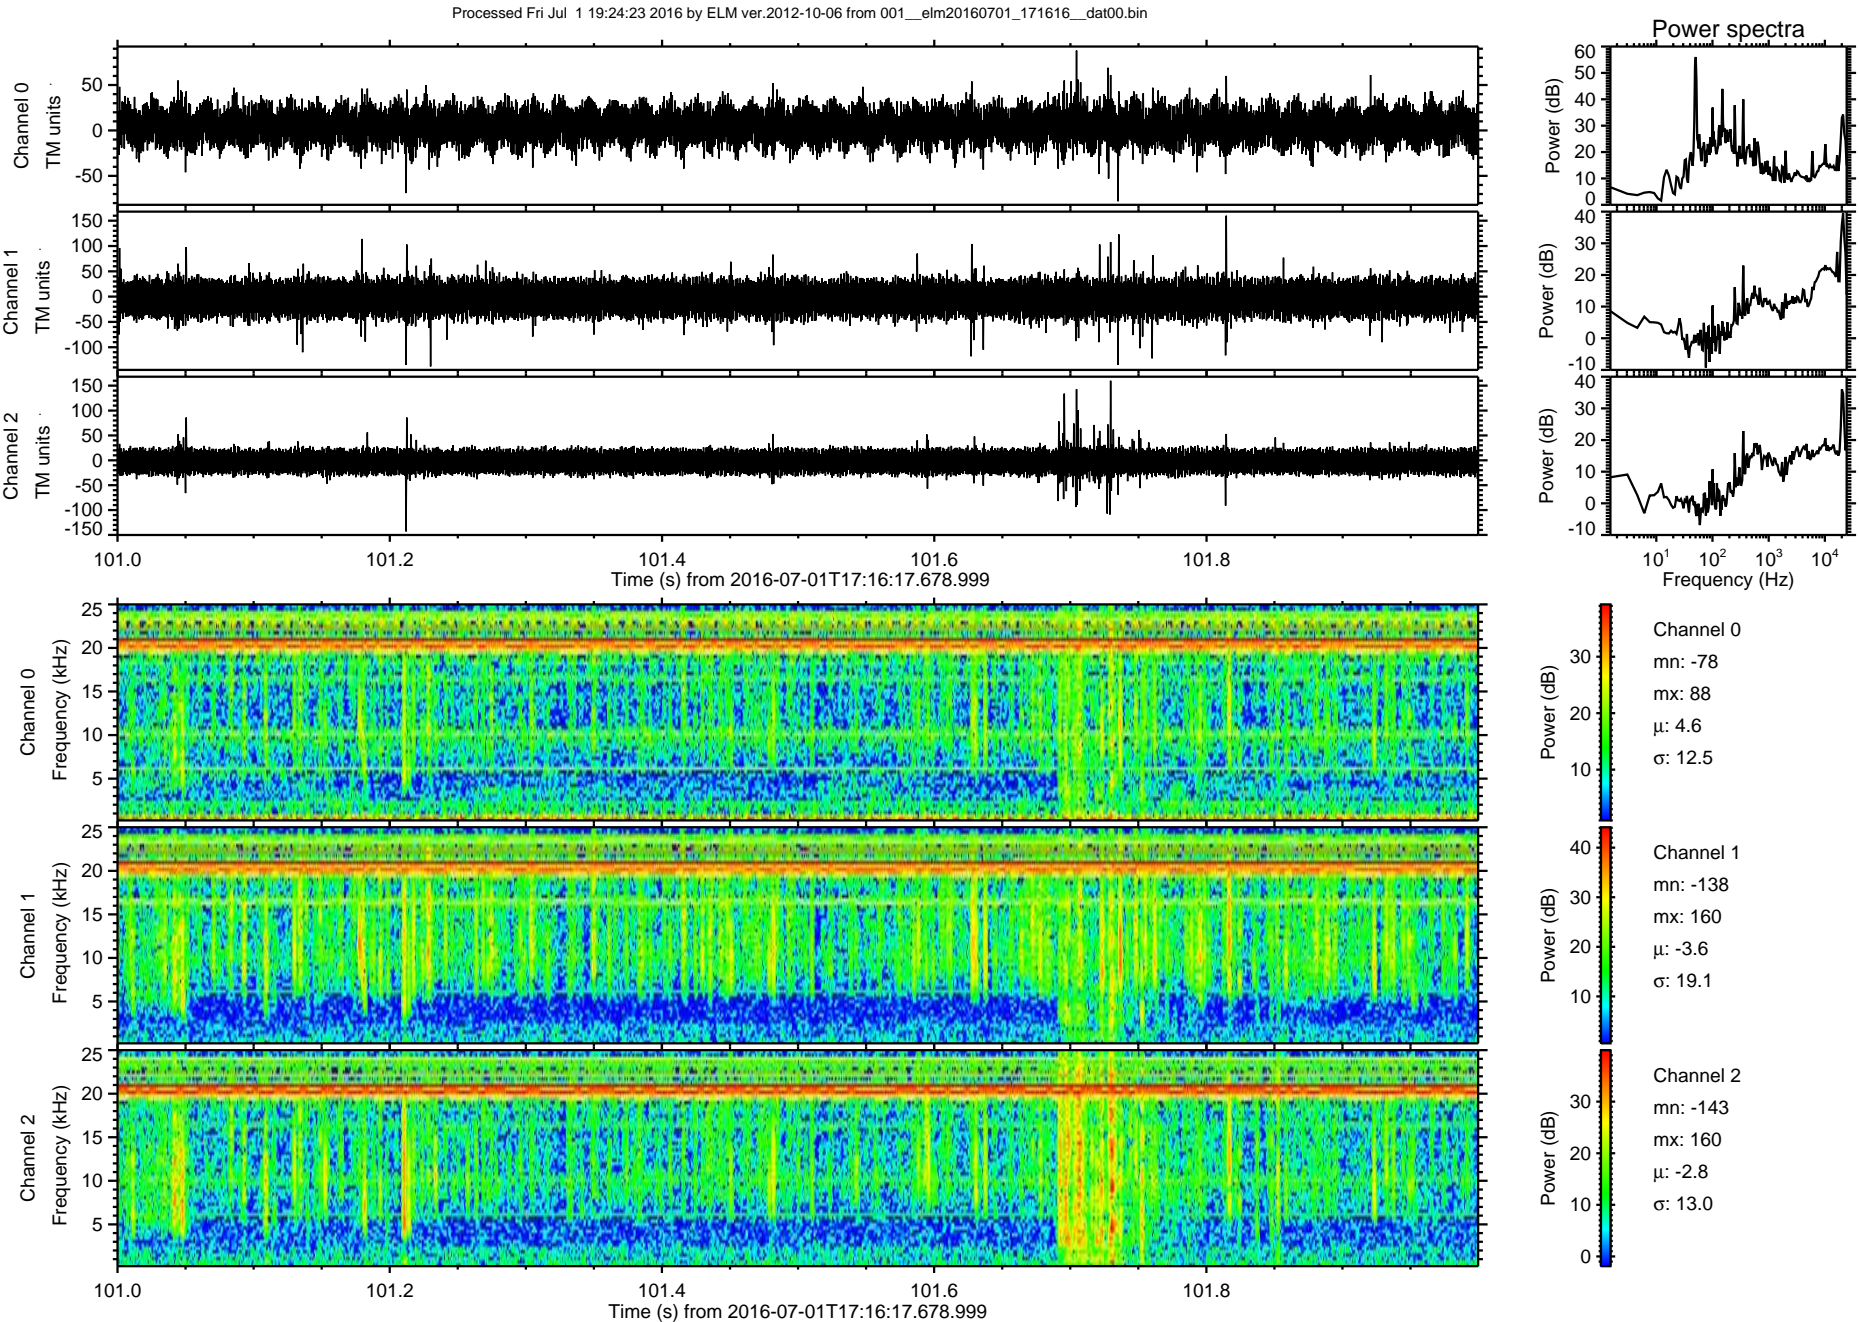 Processed Fri Jul  1 19:24:23 2016 by ELM ver.2012-10-06 from 001__elm20160701_171616__dat00.bin
Power spectra
Channel 0
TM units
50
0
-50
Power (dB)
60
50
40
30
20
10
0
Channel 1
TM units
150
100
50
0
-50
-100
Power (dB)
40
30
20
10
0
-10
Channel 2
TM units
150
100
50
0
-50
-100
-150
Power (dB)
40
30
20
10
0
-10
101.0 101.2 101.4 101.6 101.8
Time (s) from 2016-07-01T17:16:17.678.999
10^1 10^2 10^3 10^4
Frequency (Hz)
Channel 0
Frequency (kHz)
25
20
15
10
5
Power (dB)
30
20
10
Channel 0
mn: -78
mx: 88
μ: 4.6
σ: 12.5
Channel 1
Frequency (kHz)
25
20
15
10
5
Power (dB)
40
30
20
10
Channel 1
mn: -138
mx: 160
μ: -3.6
σ: 19.1
Channel 2
Frequency (kHz)
25
20
15
10
5
Power (dB)
30
20
10
0
Channel 2
mn: -143
mx: 160
μ: -2.8
σ: 13.0
101.0 101.2 101.4 101.6 101.8
Time (s) from 2016-07-01T17:16:17.678.999